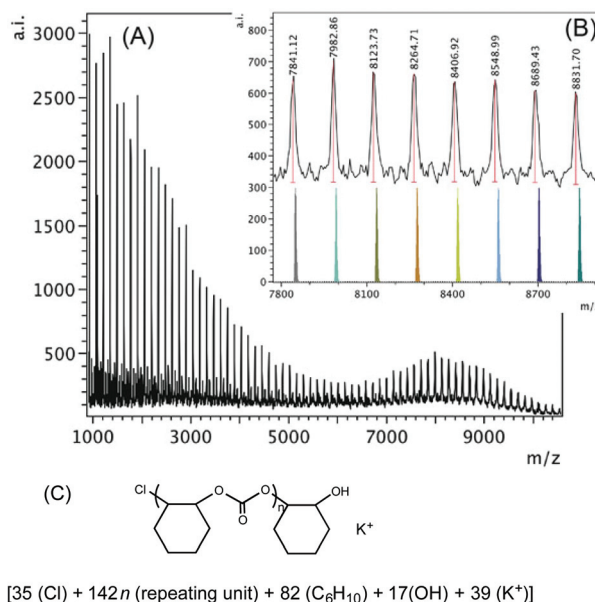 a.i.
(A)
3000
2500
2000
1500
1000
500
1000 3000 5000 7000 9000
m/z
a.i.
(B)
800
700
600
500
400
300
7841.12 7982.86 8123.73 8264.71 8406.92 8548.99 8689.43 8831.70
300
200
100
0
7800 8100 8400 8700 m/z
(C)
Cl ( O O ) n OH
O
K+
[35 (Cl) + 142n (repeating unit) + 82 (C6H10) + 17(OH) + 39 (K+)]